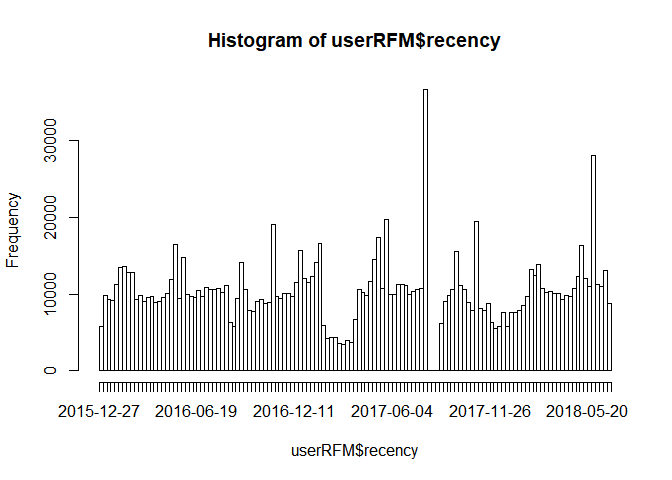 Histogram of userRFM$recency
Frequency
30000
20000
10000
0
2015-12-27 2016-06-19 2016-12-11 2017-06-04 2017-11-26 2018-05-20
userRFM$recency